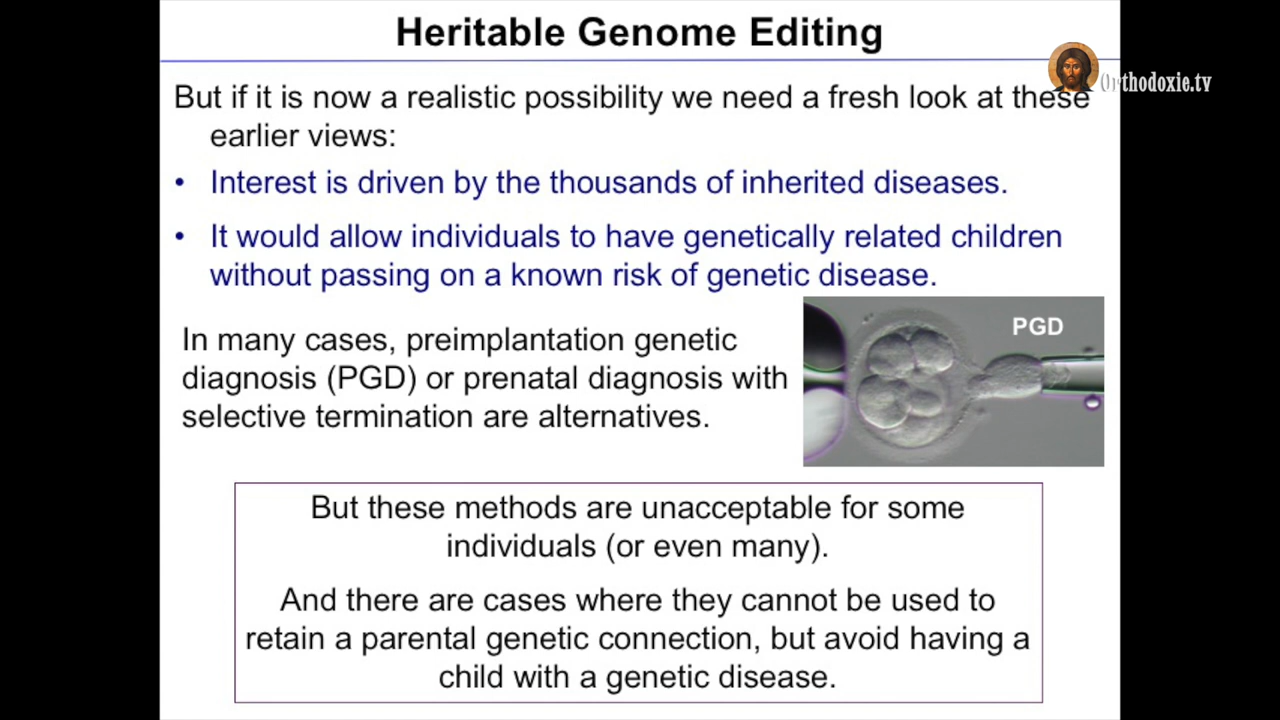 Heritable Genome Editing
Orthodoxie.tv
But if it is now a realistic possibility we need a fresh look at these
earlier views:
• Interest is driven by the thousands of inherited diseases.
• It would allow individuals to have genetically related children
without passing on a known risk of genetic disease.
PGD
In many cases, preimplantation genetic
diagnosis (PGD) or prenatal diagnosis with
selective termination are alternatives.
But these methods are unacceptable for some
individuals (or even many).
And there are cases where they cannot be used to
retain a parental genetic connection, but avoid having a
child with a genetic disease.